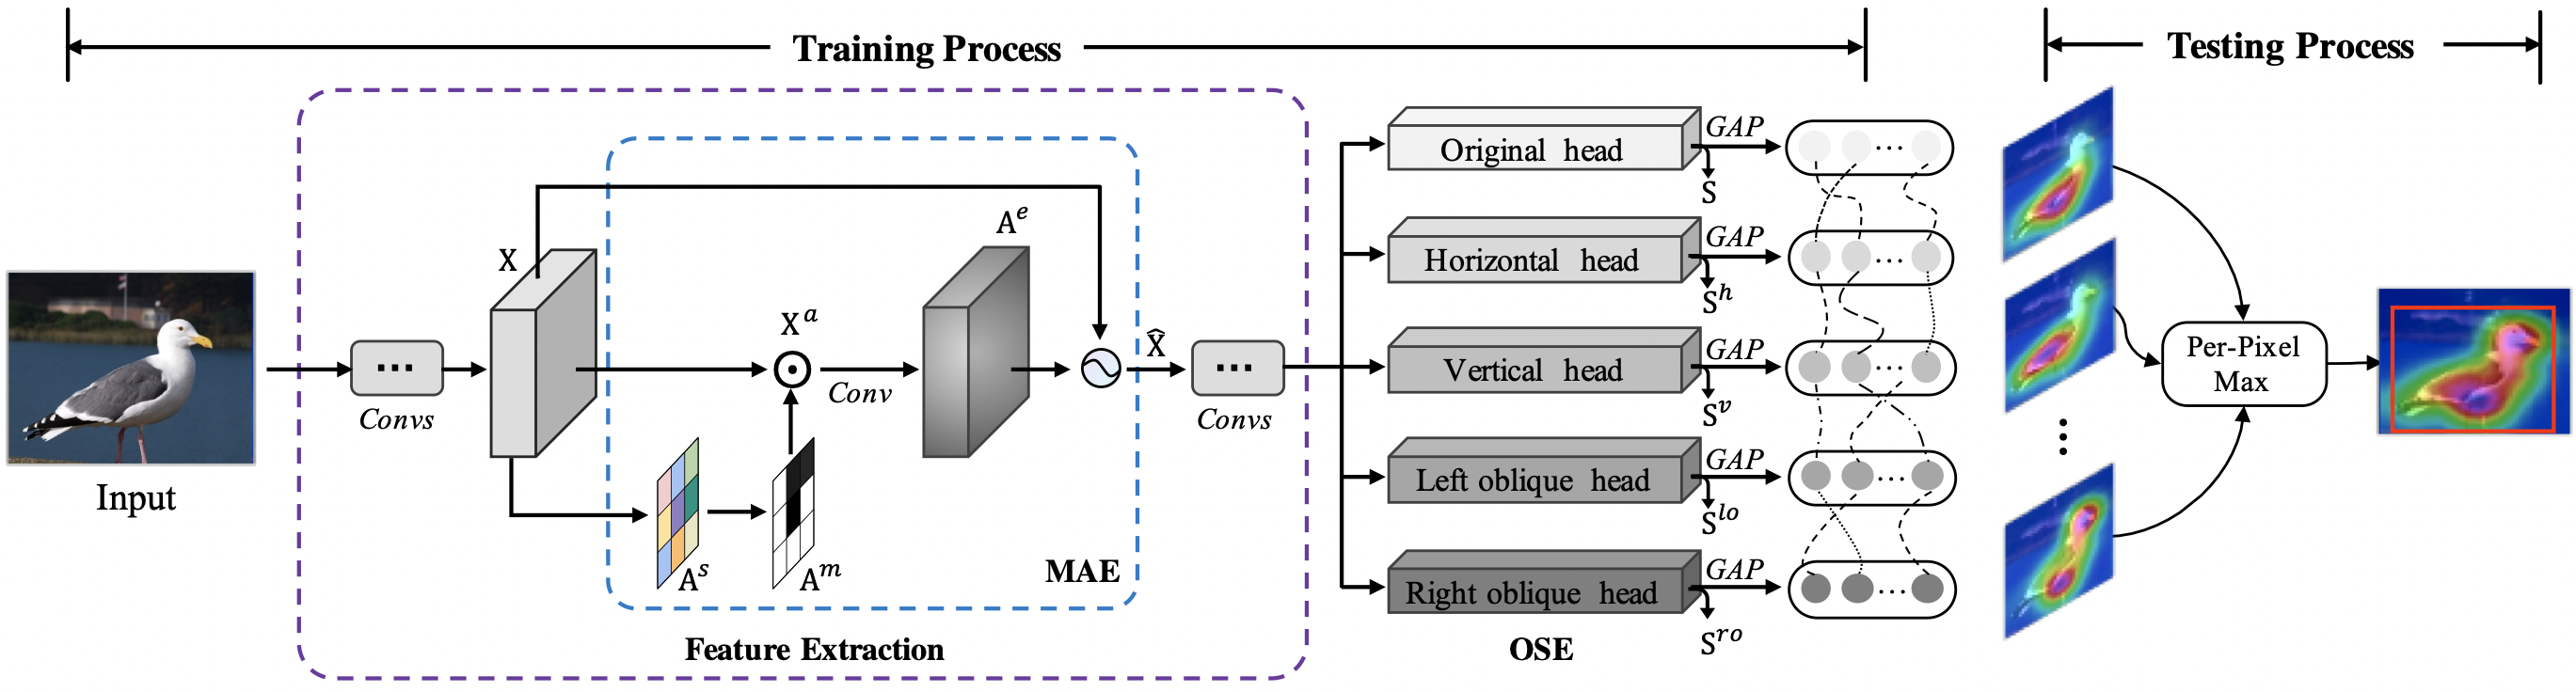 Training Process
Testing Process
Input
Convs
X
X^a
Conv
A^e
A^s
A^m
MAE
X̂
Convs
Feature Extraction
Original head
GAP
S
Horizontal head
GAP
S^h
Vertical head
GAP
S^v
Left oblique head
GAP
S^lo
Right oblique head
GAP
S^ro
OSE
Per-Pixel
Max